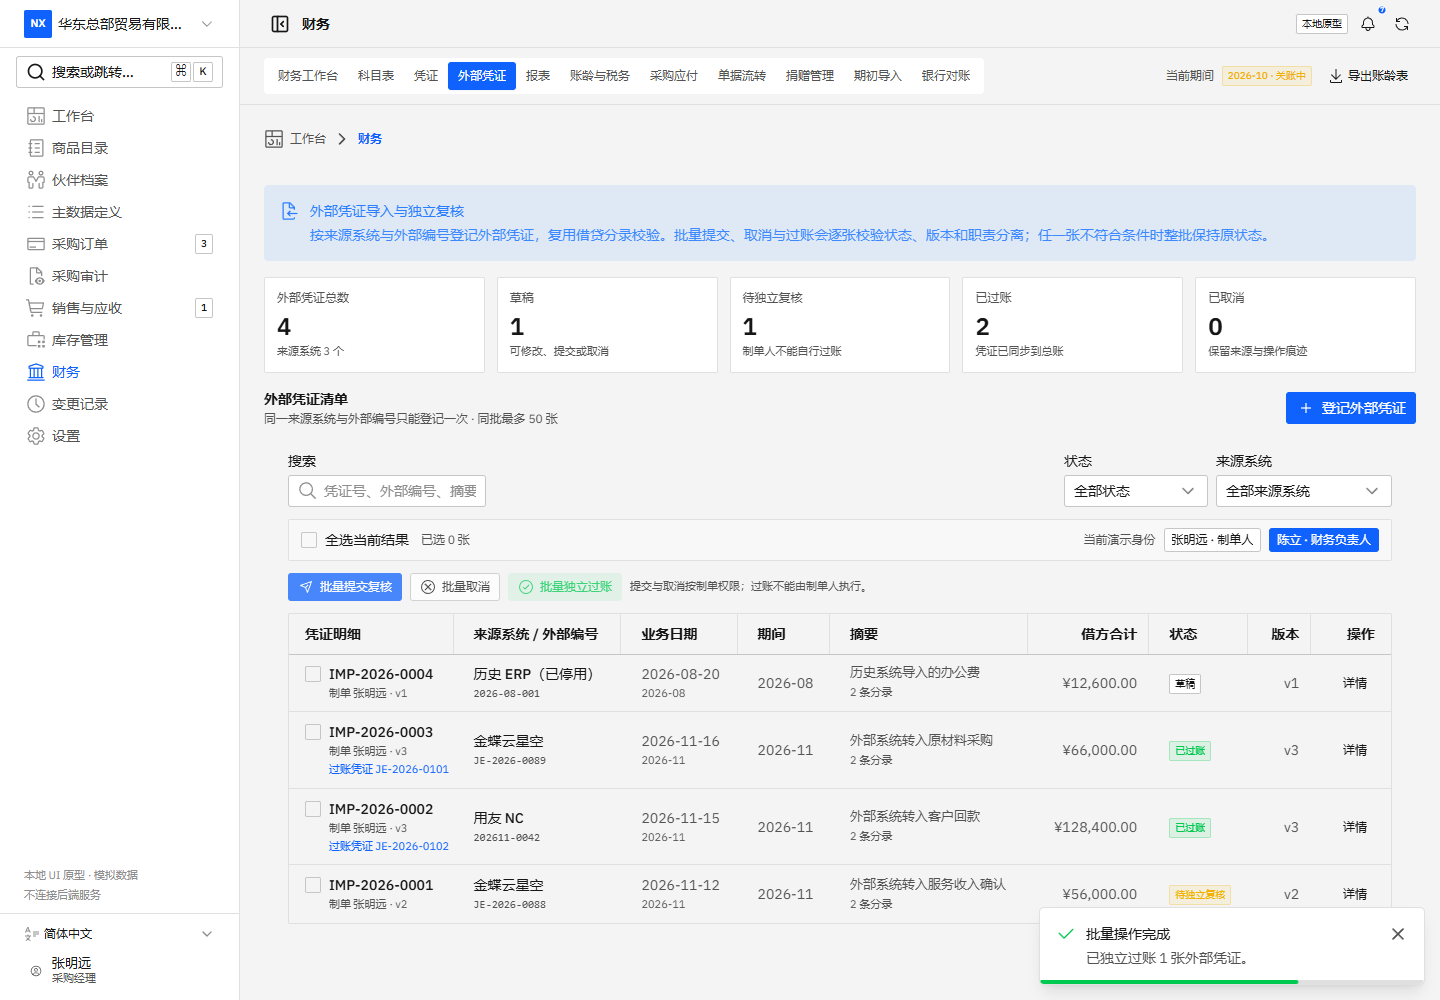 NX 华东总部贸易有限...
搜索或跳转... ⌘ K
工作台
商品目录
伙伴档案
主数据定义
采购订单 3
采购审计
销售与应收 1
库存管理
财务
变更记录
设置
本地 UI 原型 · 模拟数据
不连接后端服务
简体中文
张明远
采购经理
财务
本地原型
财务工作台 科目表 凭证 外部凭证 报表 账龄与税务 采购应付 单据流转 捐赠管理 期初导入 银行对账
当前期间 2026-10 · 关账中 导出账龄表
工作台 > 财务
外部凭证导入与独立复核
按来源系统与外部编号登记外部凭证，复用借贷分录校验。批量提交、取消与过账会逐张校验状态、版本和职责分离；任一张不符合条件时整批保持原状态。
外部凭证总数
4
来源系统 3 个
草稿
1
可修改、提交或取消
待独立复核
1
制单人不能自行过账
已过账
2
凭证已同步到总账
已取消
0
保留来源与操作痕迹
外部凭证清单
同一来源系统与外部编号只能登记一次 · 同批最多 50 张
登记外部凭证
搜索
凭证号、外部编号、摘要
状态
全部状态
来源系统
全部来源系统
全选当前结果 已选 0 张
当前演示身份 张明远 · 制单人 陈立 · 财务负责人
批量提交复核 批量取消 批量独立过账 提交与取消按制单权限；过账不能由制单人执行。
凭证明细 来源系统 / 外部编号 业务日期 期间 摘要 借方合计 状态 版本 操作
IMP-2026-0004 历史 ERP（已停用） 2026-08-20 2026-08 历史系统导入的办公费 ¥12,600.00 草稿 v1 详情
制单 张明远 · v1 2026-08-001 2026-08 2 条分录
IMP-2026-0003 金蝶云星空 2026-11-16 2026-11 外部系统转入原材料采购 ¥66,000.00 已过账 v3 详情
制单 张明远 · v3 JE-2026-0089 2026-11 2 条分录
过账凭证 JE-2026-0101
IMP-2026-0002 用友 NC 2026-11-15 2026-11 外部系统转入客户回款 ¥128,400.00 已过账 v3 详情
制单 张明远 · v3 202611-0042 2026-11 2 条分录
过账凭证 JE-2026-0102
IMP-2026-0001 金蝶云星空 2026-11-12 2026-11 外部系统转入服务收入确认 ¥56,000.00 待独立复核 v2 详情
制单 张明远 · v2 JE-2026-0088 2026-11 2 条分录
批量操作完成
已独立过账 1 张外部凭证。